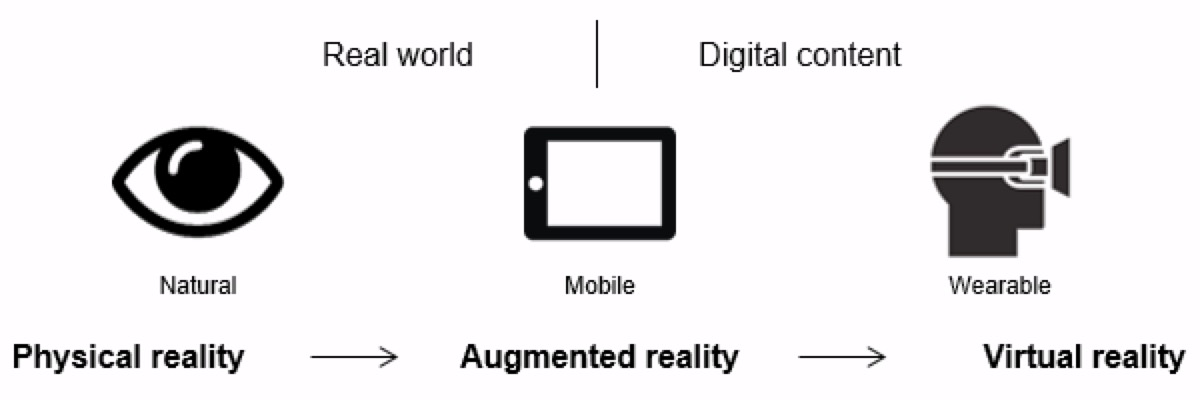 Real world Digital content
Natural Mobile Wearable
Physical reality Augmented reality Virtual reality